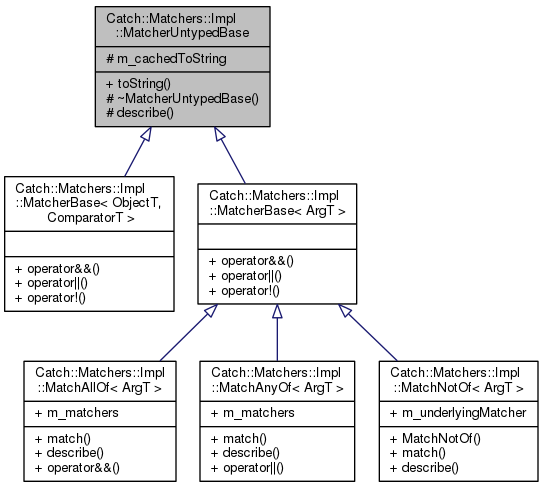 Catch::Matchers::Impl
::MatcherUntypedBase
# m_cachedToString
+ toString()
# ~MatcherUntypedBase()
# describe()
Catch::Matchers::Impl
::MatcherBase< ObjectT,
ComparatorT >
+ operator&&()
+ operator||()
+ operator!()
Catch::Matchers::Impl
::MatcherBase< ArgT >
+ operator&&()
+ operator||()
+ operator!()
Catch::Matchers::Impl
::MatchAllOf< ArgT >
+ m_matchers
+ match()
+ describe()
+ operator&&()
Catch::Matchers::Impl
::MatchAnyOf< ArgT >
+ m_matchers
+ match()
+ describe()
+ operator||()
Catch::Matchers::Impl
::MatchNotOf< ArgT >
+ m_underlyingMatcher
+ MatchNotOf()
+ match()
+ describe()